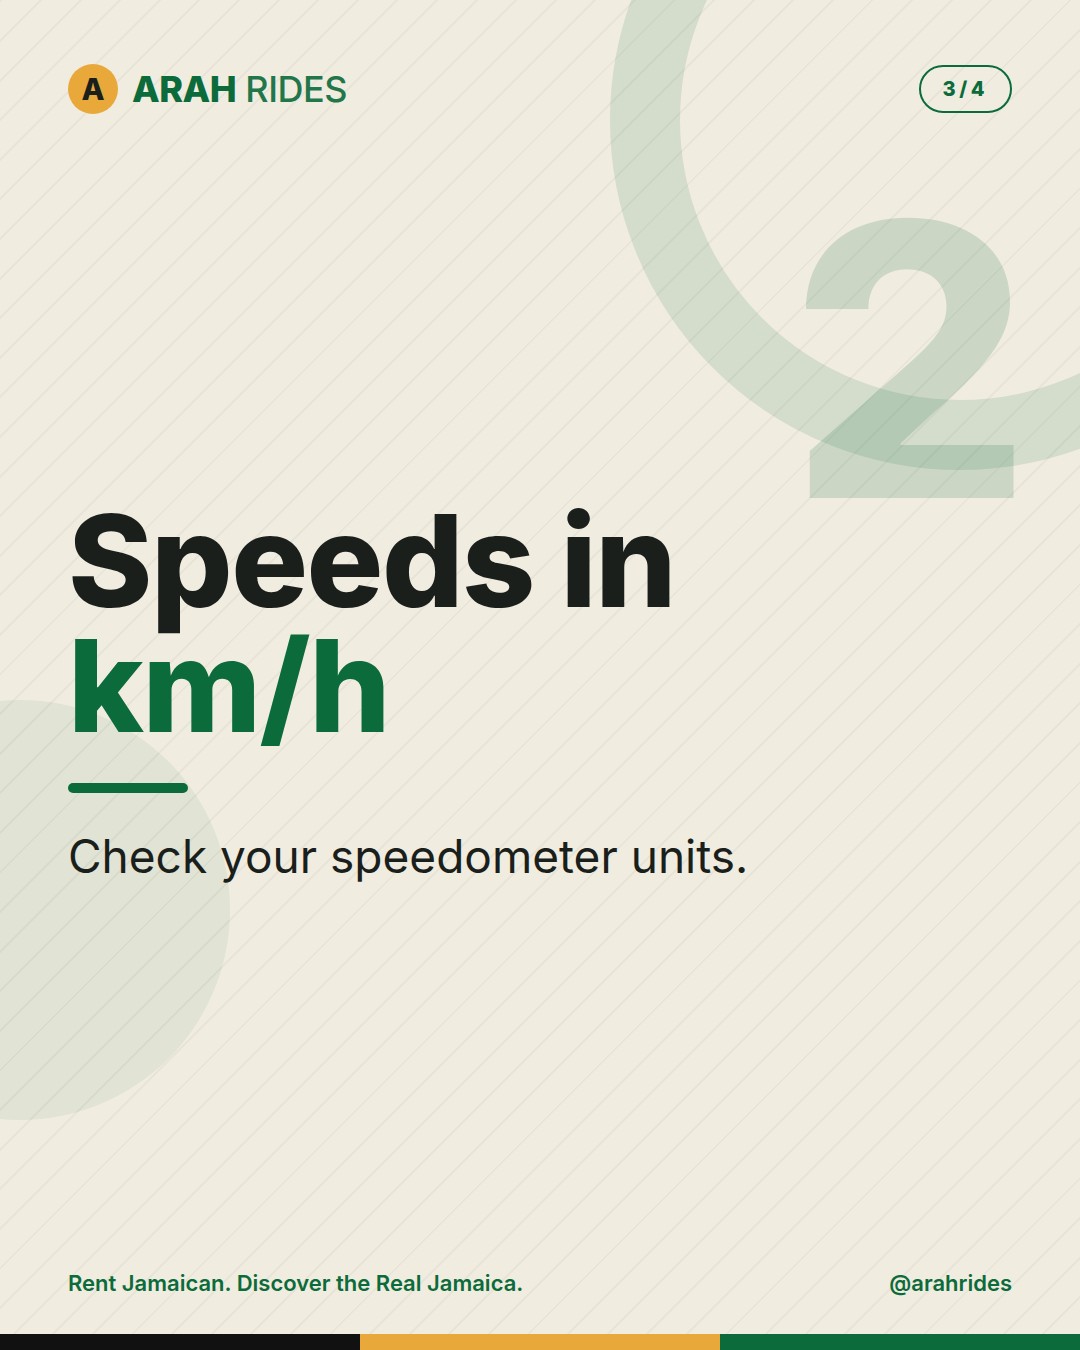 A ARAH RIDES
3/4
2
Speeds in
km/h
Check your speedometer units.
Rent Jamaican. Discover the Real Jamaica.
@arahrides